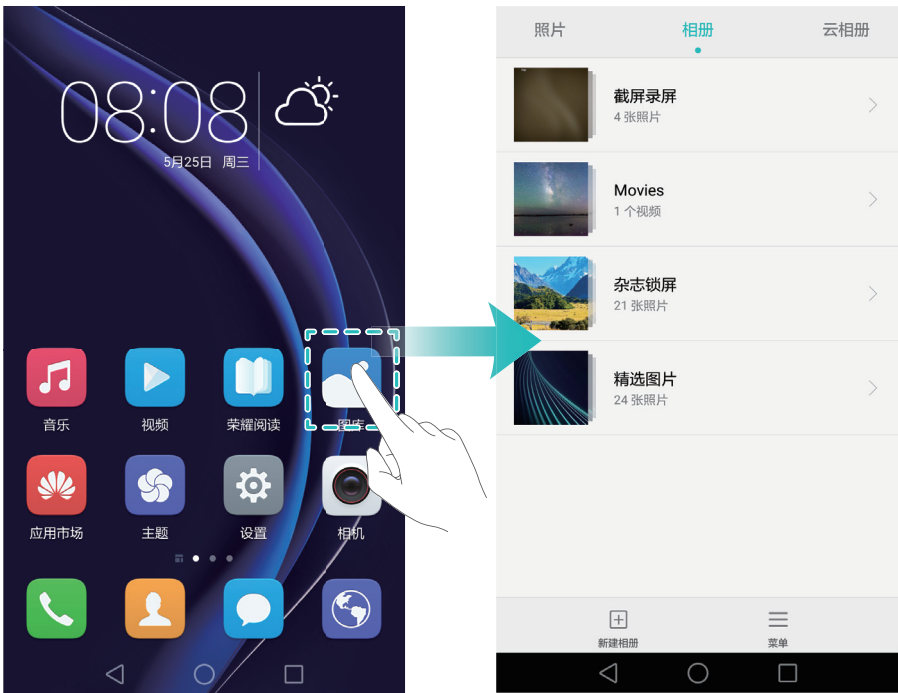 08:08
5月25日 周三
音乐
视频
荣耀阅读
图库
应用市场
主题
设置
相机
照片
相册
云相册
截屏录屏
4 张照片
Movies
1 个视频
杂志锁屏
21 张照片
精选图片
24 张照片
新建相册
菜单